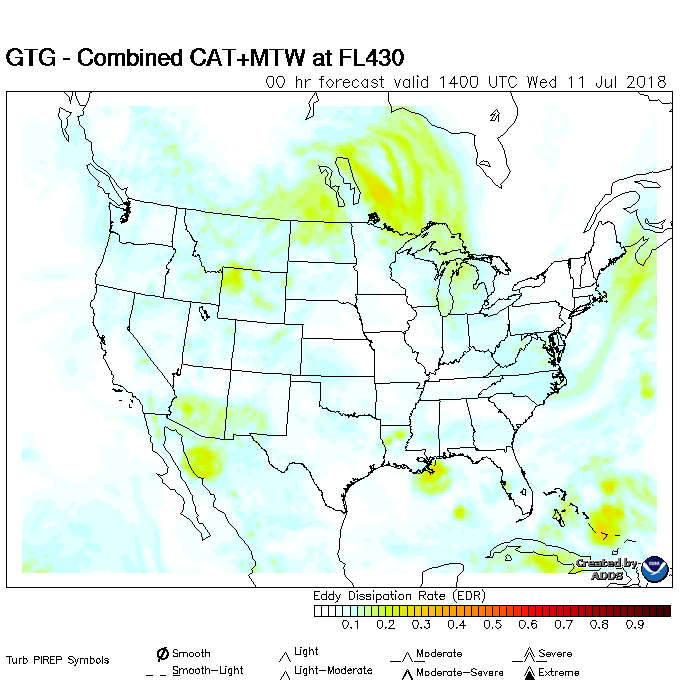 GTG - Combined CAT+MTW at FL430
00 hr forecast valid 1400 UTC Wed 11 Jul 2018
Created by
ADDS
Eddy Dissipation Rate (EDR)
0.1 0.2 0.3 0.4 0.5 0.6 0.7 0.8 0.9
Turb PIREP Symbols
Smooth Light Moderate Severe
Smooth-Light Light-Moderate Moderate-Severe Extreme